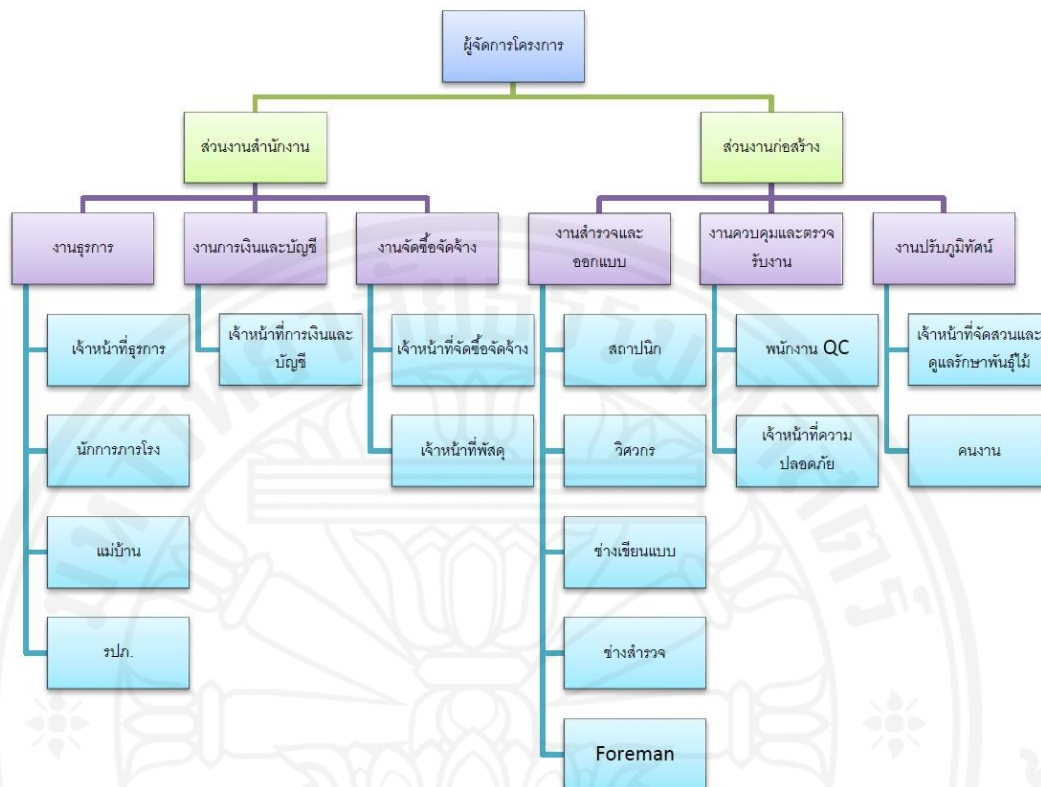 ผู้จัดการโครงการ
ส่วนงานสำนักงาน
ส่วนงานก่อสร้าง
งานธุรการ
งานการเงินและบัญชี
งานจัดซื้อจัดจ้าง
งานสำรวจและ
ออกแบบ
งานควบคุมและตรวจ
รับงาน
งานปรับภูมิทัศน์
เจ้าหน้าที่ธุรการ
นักการภารโรง
แม่บ้าน
รปภ.
เจ้าหน้าที่การเงินและ
บัญชี
เจ้าหน้าที่จัดซื้อจัดจ้าง
เจ้าหน้าที่พัสดุ
สถาปนิก
วิศวกร
ช่างเขียนแบบ
ช่างสำรวจ
Foreman
พนักงาน QC
เจ้าหน้าที่ความ
ปลอดภัย
เจ้าหน้าที่จัดสวนและ
ดูแลรักษาพันธุ์ไม้
คนงาน